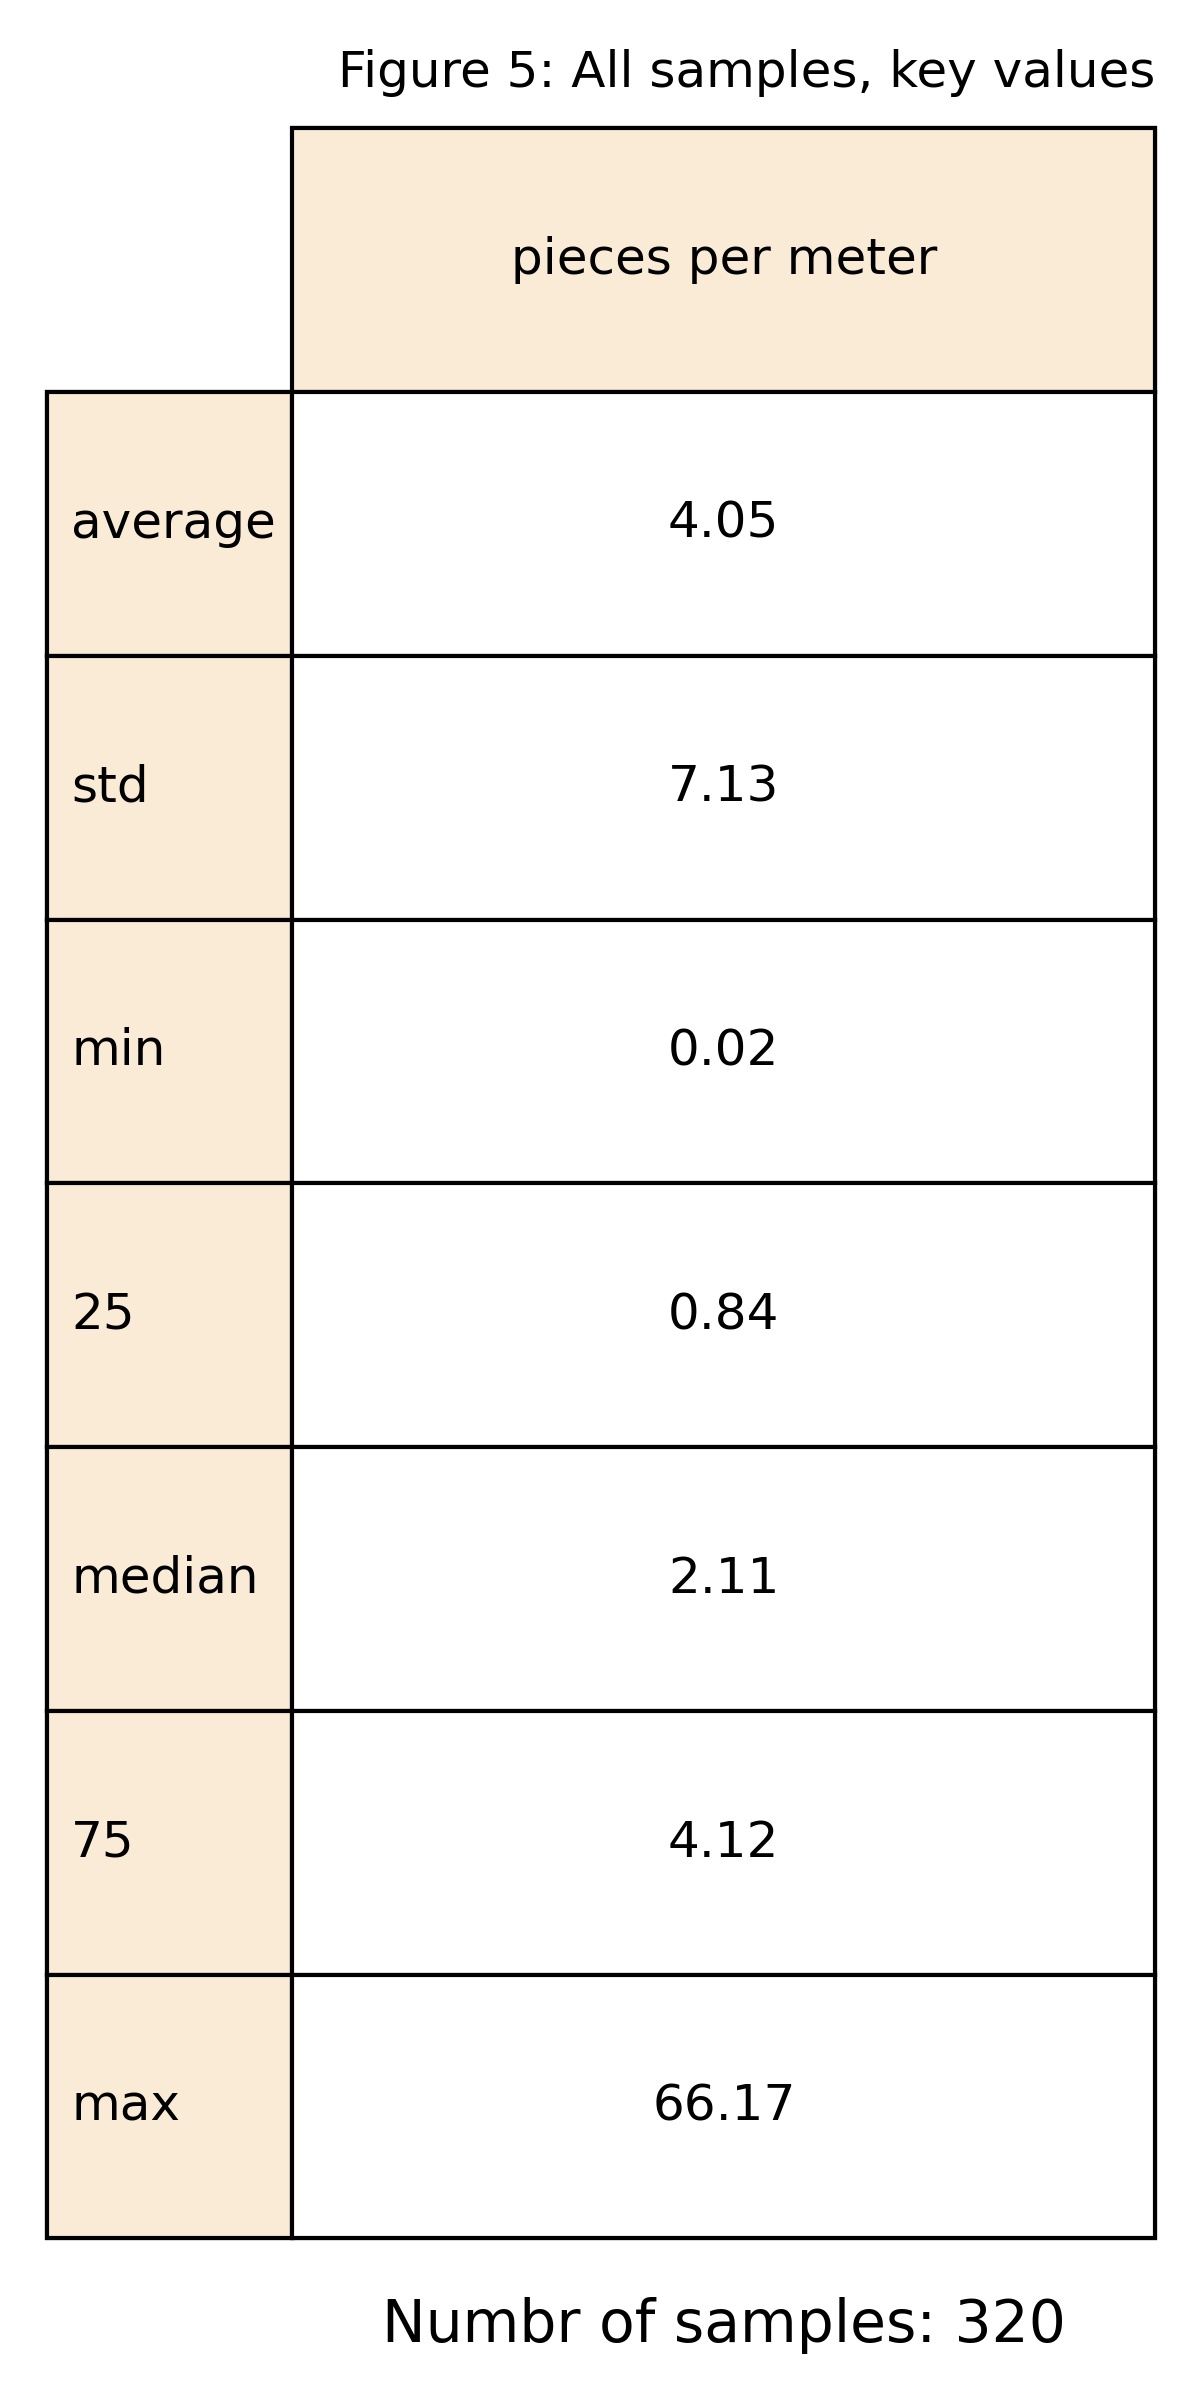 Figure 5: All samples, key values
pieces per meter
average 4.05
std 7.13
min 0.02
25 0.84
median 2.11
75 4.12
max 66.17
Numbr of samples: 320